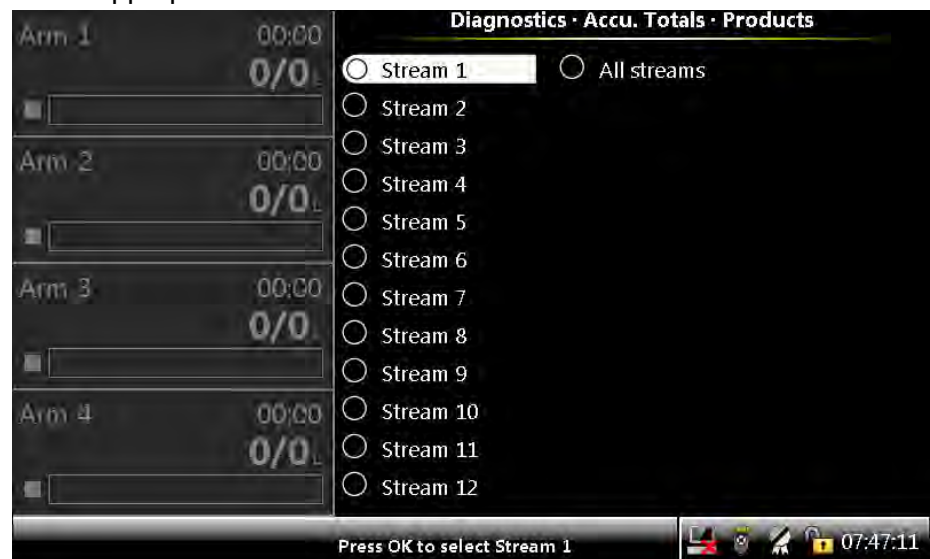 Diagnostics · Accu. Totals · Products
Arm 1 00:00
0/0 L
Arm 2 00:00
0/0 L
Arm 3 00:00
0/0 L
Arm 4 00:00
0/0 L
Stream 1
Stream 2
Stream 3
Stream 4
Stream 5
Stream 6
Stream 7
Stream 8
Stream 9
Stream 10
Stream 11
Stream 12
All streams
Press OK to select Stream 1
07:47:11